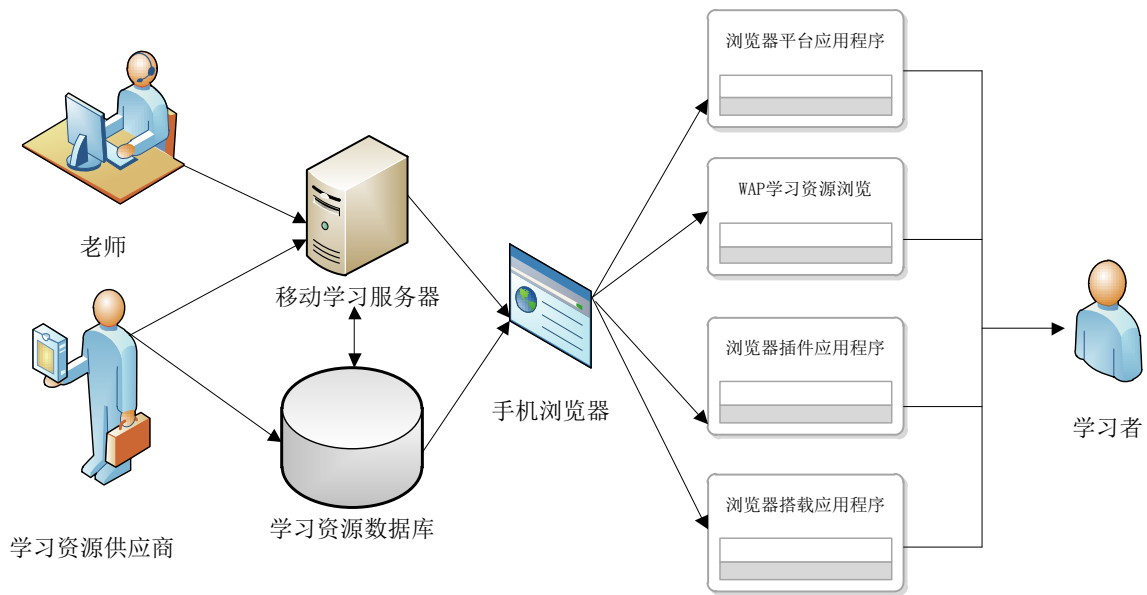 老师
学习资源供应商
移动学习服务器
学习资源数据库
手机浏览器
浏览器平台应用程序
WAP学习资源浏览
浏览器插件应用程序
浏览器搭载应用程序
学习者